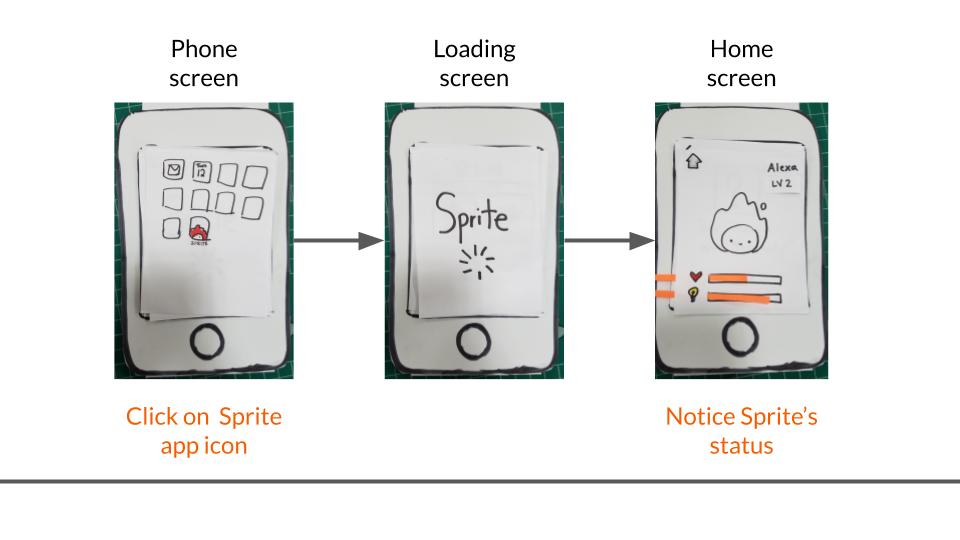 Phone
screen
Loading
screen
Home
screen
Tues
12
SPRITE
Sprite
Alexa
LV 2
Click on Sprite
app icon
Notice Sprite's
status